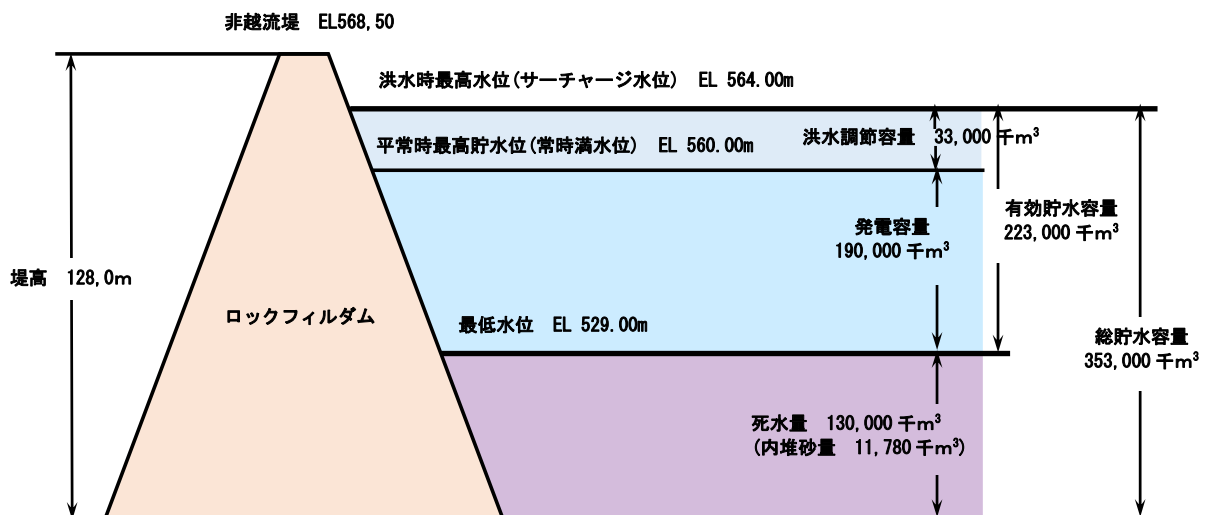 非越流堤　EL568,50
洪水時最高水位(サーチャージ水位)　EL 564.00m
洪水調節容量　33,000 千m³
平常時最高貯水位(常時満水位)　EL 560.00m
有効貯水容量
223,000 千m³
発電容量
190,000 千m³
堤高　128,0m
ロックフィルダム
最低水位　EL 529.00m
総貯水容量
353,000 千m³
死水量　130,000 千m³
(内堆砂量　11,780 千m³)